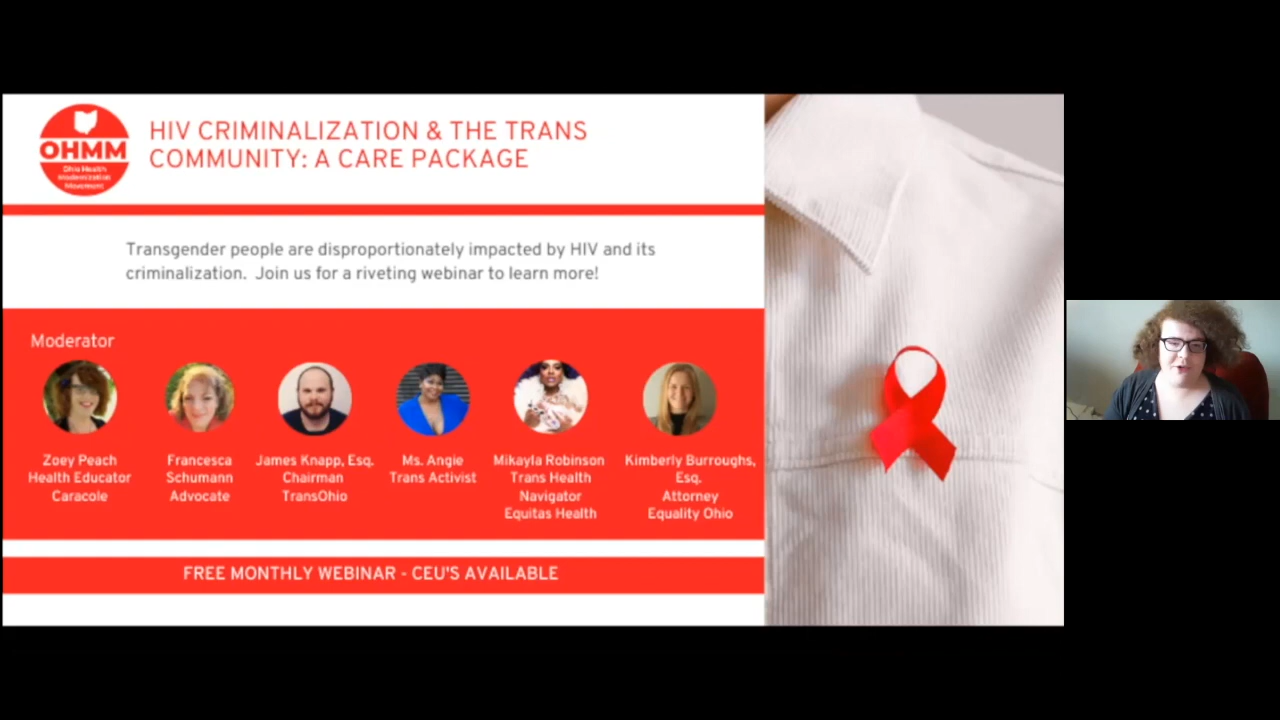 HIV CRIMINALIZATION & THE TRANS
COMMUNITY: A CARE PACKAGE
OHMM
Ohio Health
Modernization
Movement
Transgender people are disproportionately impacted by HIV and its
criminalization. Join us for a riveting webinar to learn more!
Moderator
Zoey Peach
Health Educator
Caracole
Francesca
Schumann
Advocate
James Knapp, Esq.
Chairman
TransOhio
Ms. Angie
Trans Activist
Mikayla Robinson
Trans Health
Navigator
Equitas Health
Kimberly Burroughs,
Esq.
Attorney
Equality Ohio
FREE MONTHLY WEBINAR - CEU'S AVAILABLE